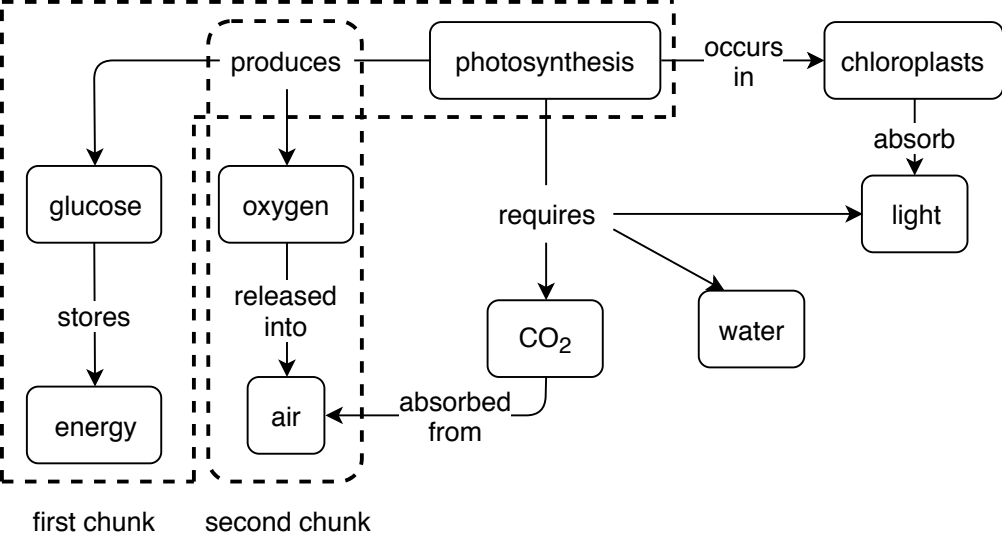 produces
photosynthesis
occurs
in
chloroplasts
absorb
glucose
oxygen
requires
light
stores
released
into
CO₂
water
energy
air
absorbed
from
first chunk
second chunk